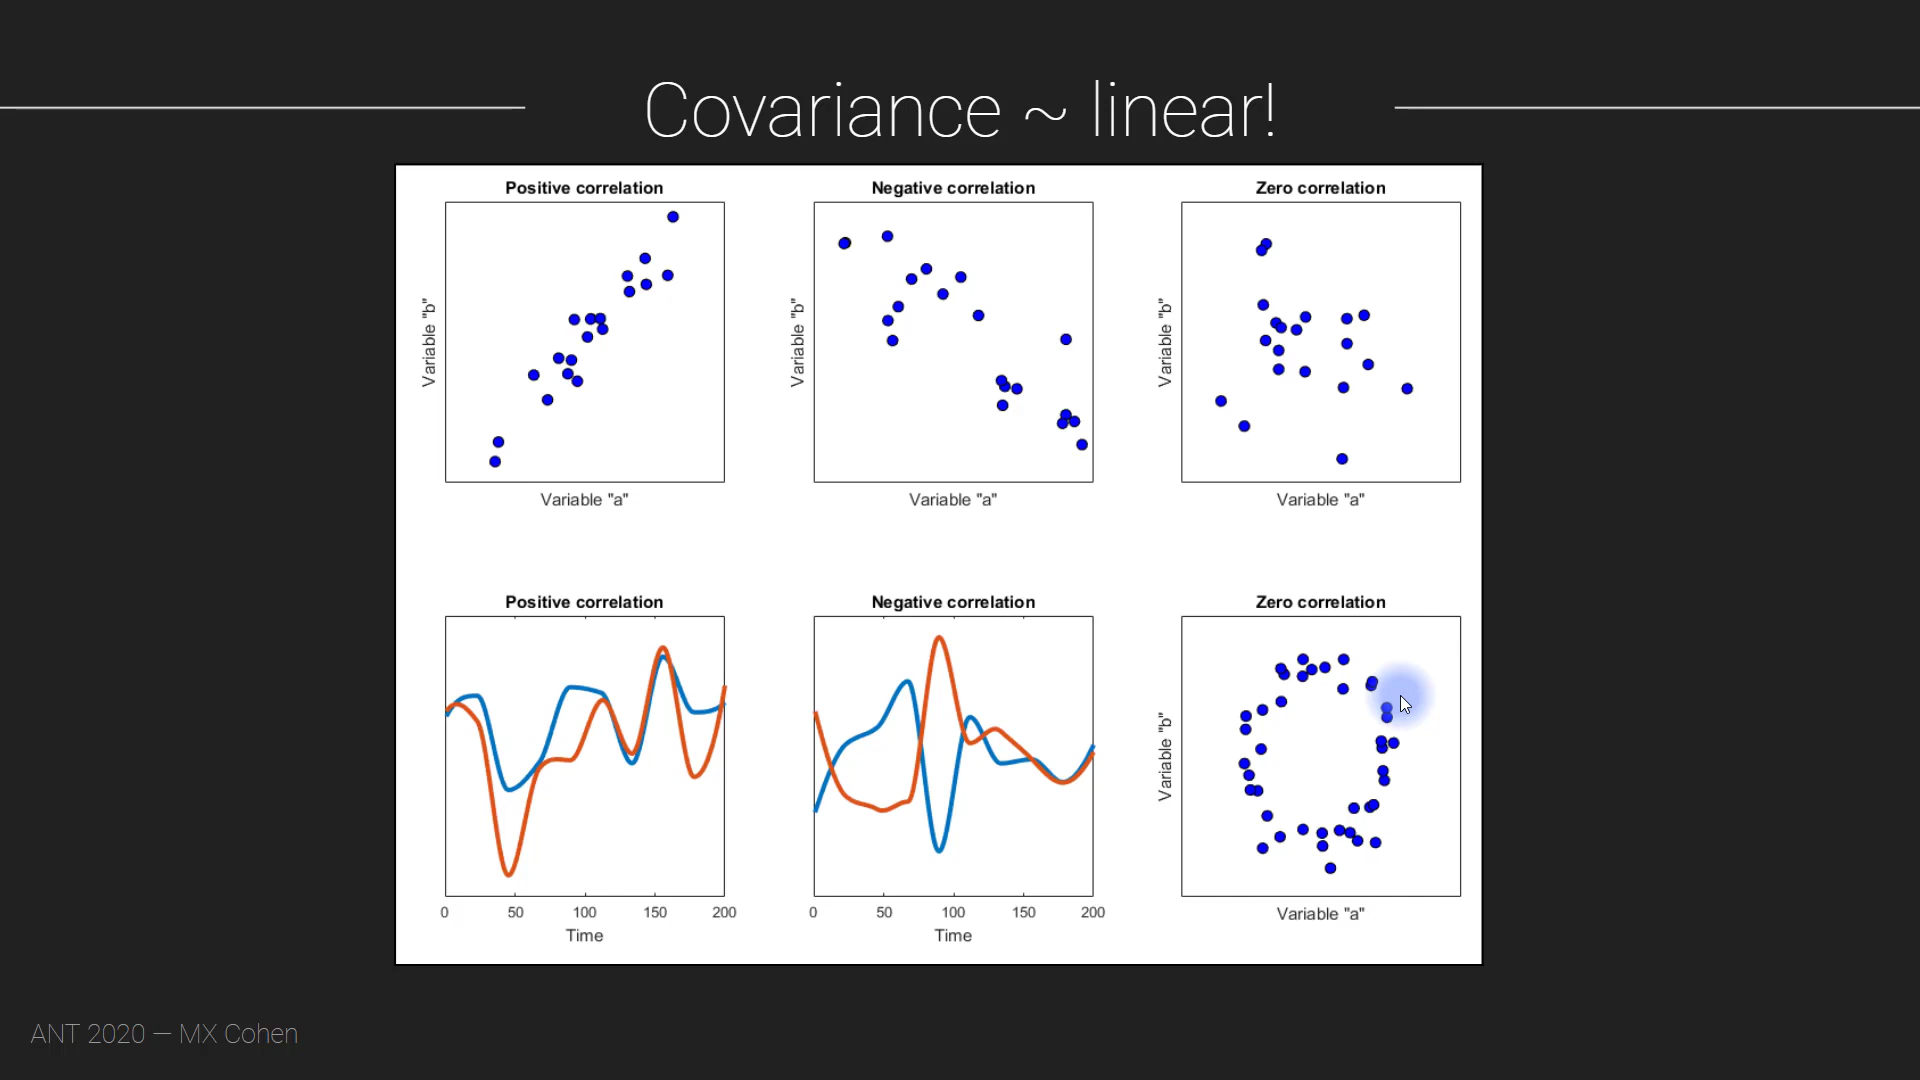 Covariance ~ linear!
Positive correlation
Negative correlation
Zero correlation
Variable "b"
Variable "b"
Variable "b"
Variable "a"
Variable "a"
Variable "a"
Positive correlation
Negative correlation
Zero correlation
Variable "b"
0 50 100 150 200
0 50 100 150 200
Time
Time
Variable "a"
ANT 2020 — MX Cohen